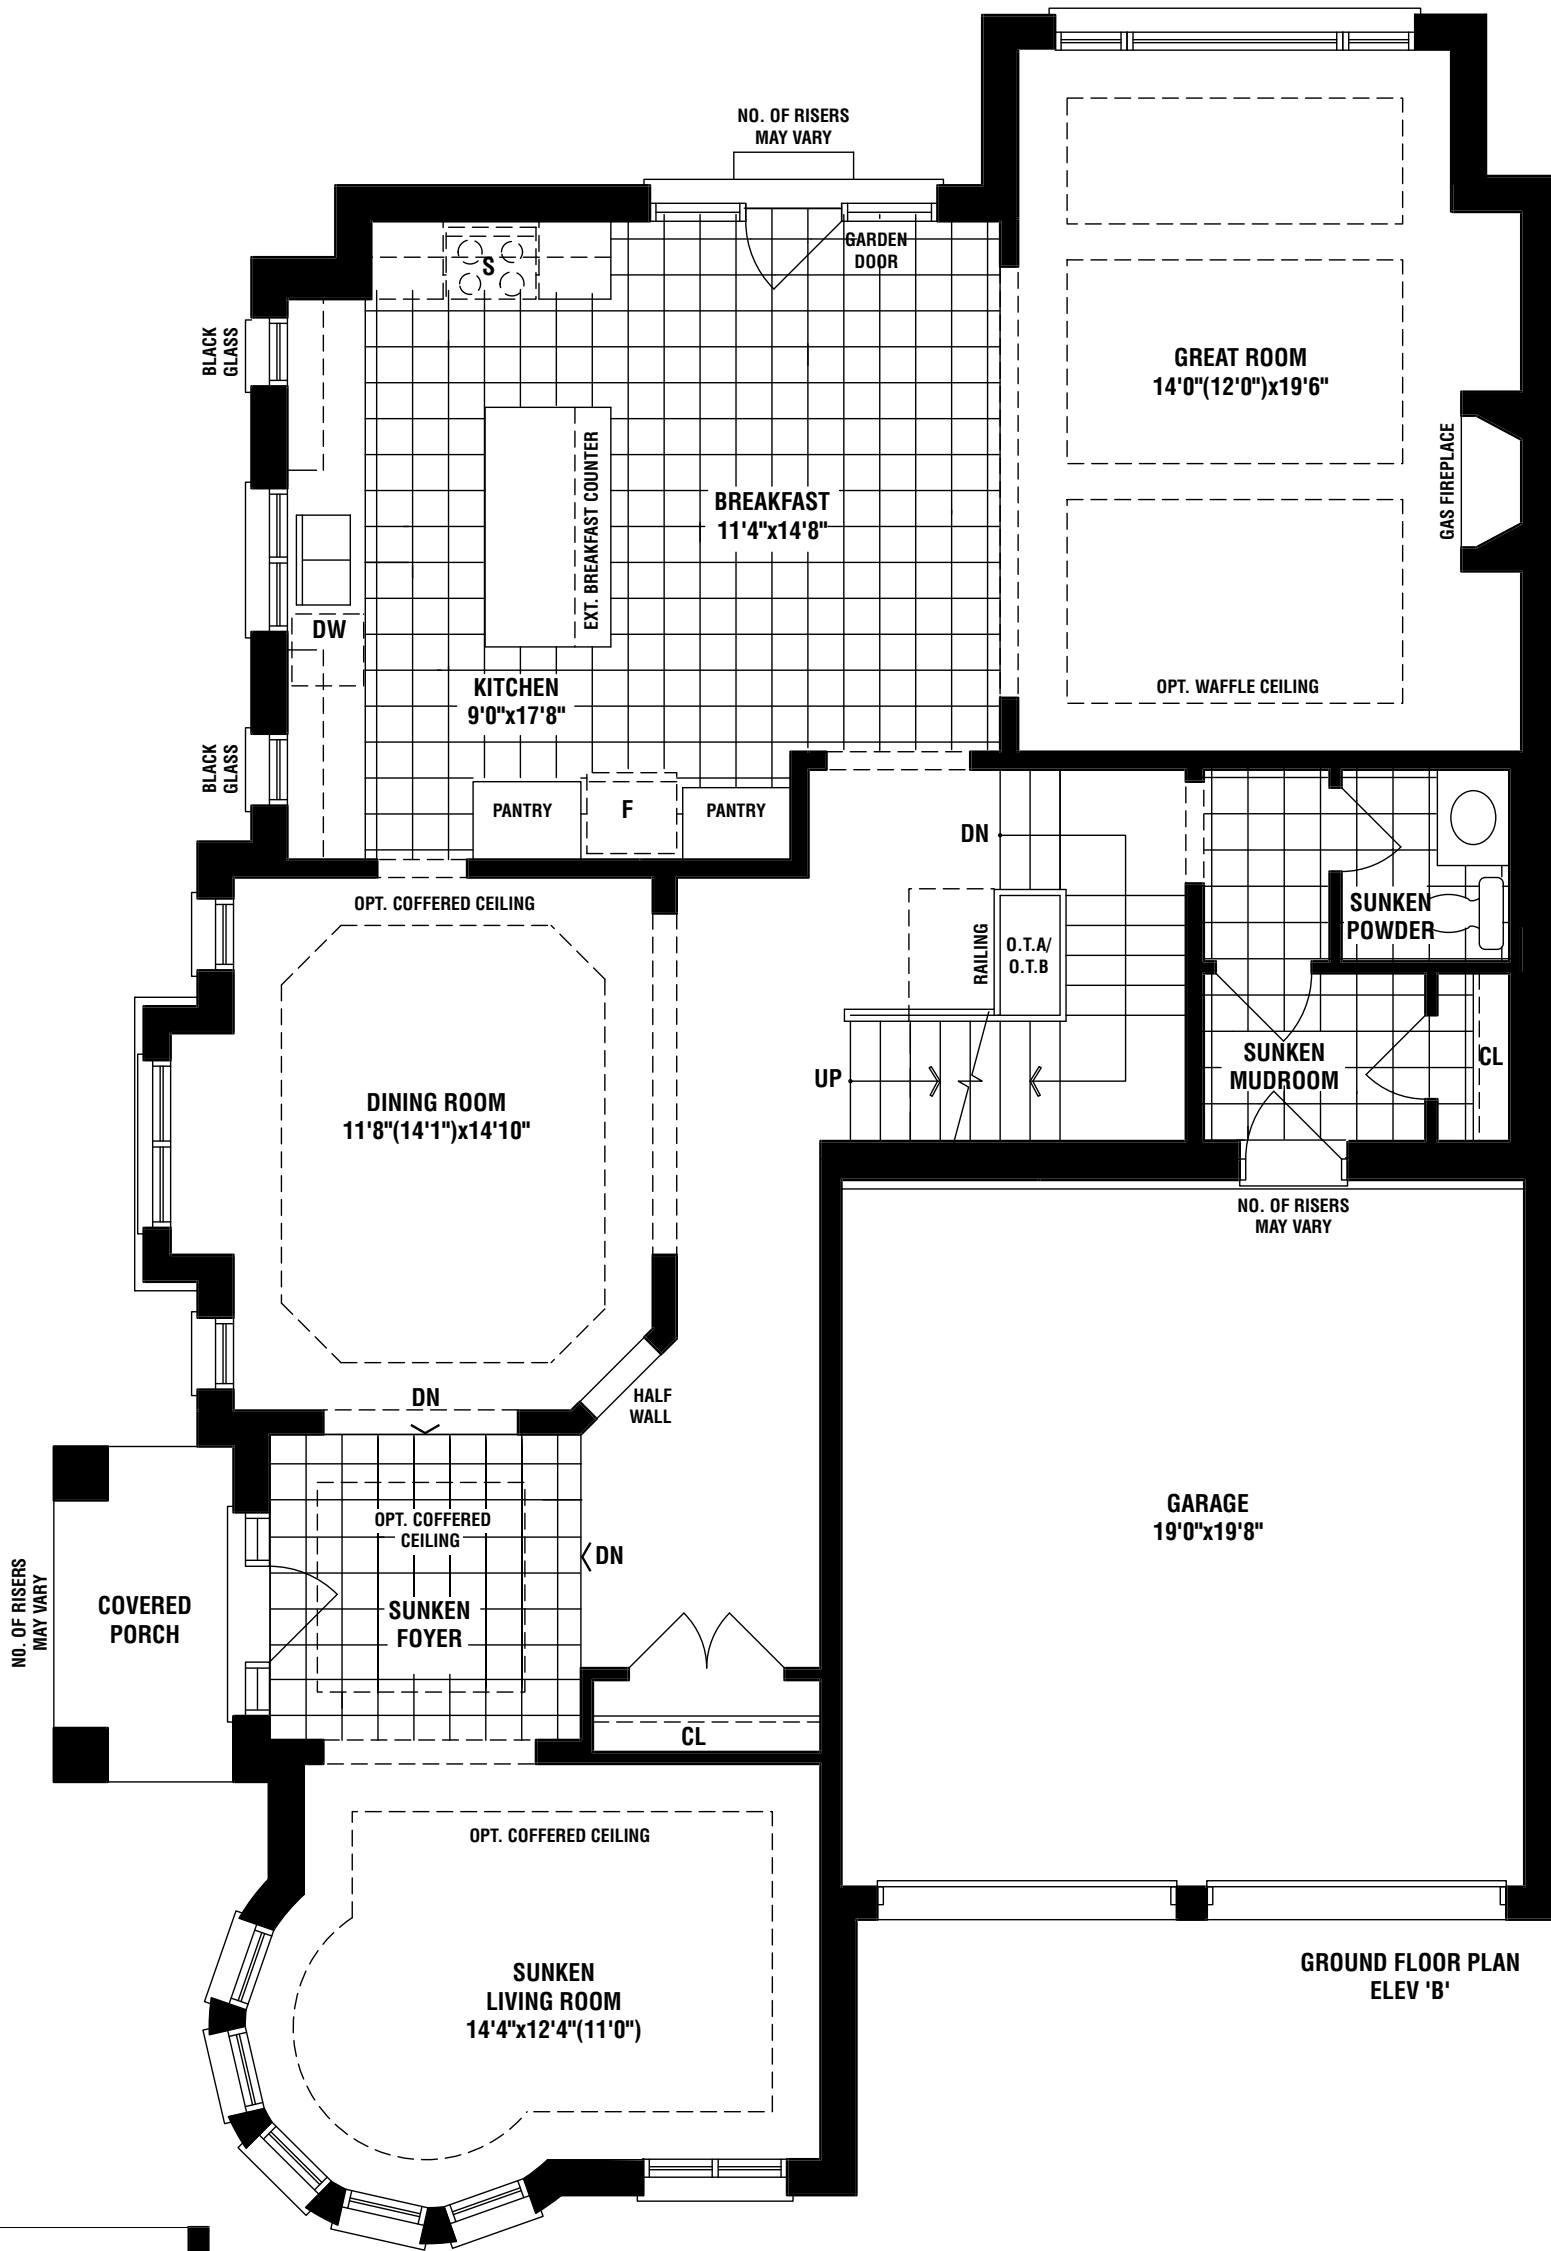 NO. OF RISERS
MAY VARY
GARDEN
DOOR
S
BLACK
GLASS
GREAT ROOM
14'0"(12'0")x19'6"
GAS FIREPLACE
EXT. BREAKFAST COUNTER
BREAKFAST
11'4"x14'8"
DW
KITCHEN
9'0"x17'8"
OPT. WAFFLE CEILING
BLACK
GLASS
PANTRY
F
PANTRY
DN
OPT. COFFERED CEILING
SUNKEN
POWDER
RAILING
O.T.A/
O.T.B
SUNKEN
MUDROOM
CL
UP
DINING ROOM
11'8"(14'1")x14'10"
NO. OF RISERS
MAY VARY
DN
HALF
WALL
OPT. COFFERED
CEILING
DN
GARAGE
19'0"x19'8"
NO. OF RISERS
MAY VARY
COVERED
PORCH
SUNKEN
FOYER
CL
OPT. COFFERED CEILING
SUNKEN
LIVING ROOM
14'4"x12'4"(11'0")
GROUND FLOOR PLAN
ELEV 'B'